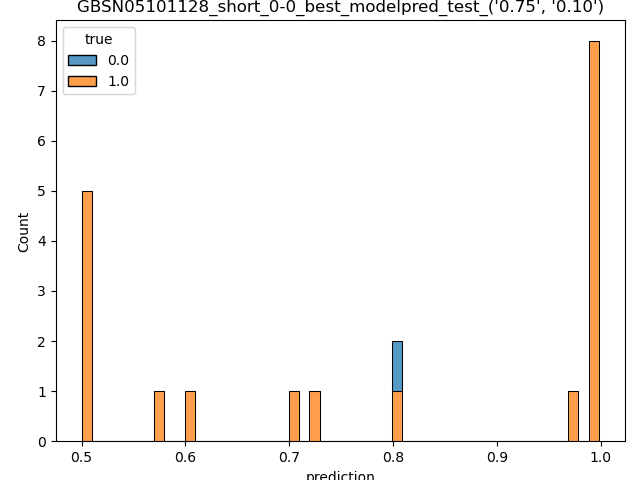 GBSN05101128_short_0-0_best_modelpred_test_('0.75', '0.10')
true
0.0
1.0
Count
8
7
6
5
4
3
2
1
0
0.5 0.6 0.7 0.8 0.9 1.0
prediction